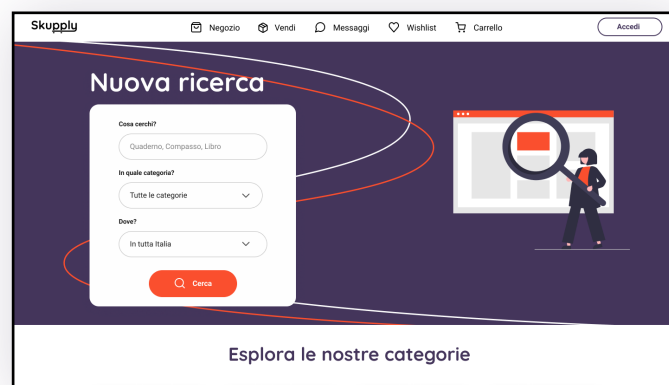 Skupply
Negozio
Vendi
Messaggi
Wishlist
Carrello
Accedi
Nuova ricerca
Cosa cerchi?
Quaderno, Compasso, Libro
In quale categoria?
Tutte le categorie
Dove?
In tutta Italia
Cerca
Esplora le nostre categorie